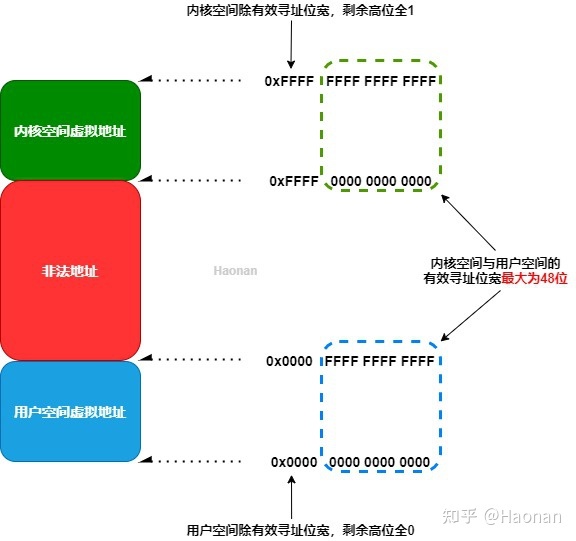 内核空间除有效寻址位宽，剩余高位全1
0xFFFF FFFF FFFF FFFF
内核空间虚拟地址
0xFFFF 0000 0000 0000
非法地址
Haonan
内核空间与用户空间的
有效寻址位宽最大为48位
0x0000 FFFF FFFF FFFF
用户空间虚拟地址
0x0000 0000 0000 0000
用户空间除有效寻址位宽，剩余高位全0
知乎 @Haonan